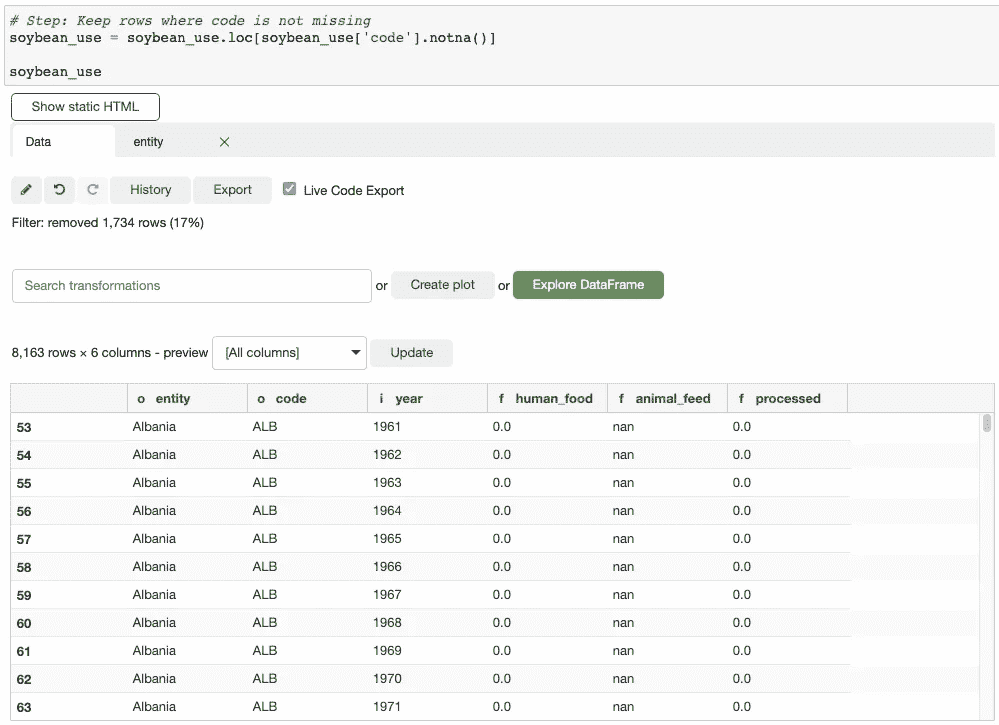 # Step: Keep rows where code is not missing
soybean_use = soybean_use.loc[soybean_use['code'].notna()]
soybean_use
Show static HTML
Data entity ×
History Export Live Code Export
Filter: removed 1,734 rows (17%)
Search transformations or Create plot or Explore DataFrame
8,163 rows × 6 columns - preview [All columns] Update
o entity o code i year f human_food f animal_feed f processed
53 Albania ALB 1961 0.0 nan 0.0
54 Albania ALB 1962 0.0 nan 0.0
55 Albania ALB 1963 0.0 nan 0.0
56 Albania ALB 1964 0.0 nan 0.0
57 Albania ALB 1965 0.0 nan 0.0
58 Albania ALB 1966 0.0 nan 0.0
59 Albania ALB 1967 0.0 nan 0.0
60 Albania ALB 1968 0.0 nan 0.0
61 Albania ALB 1969 0.0 nan 0.0
62 Albania ALB 1970 0.0 nan 0.0
63 Albania ALB 1971 0.0 nan 0.0